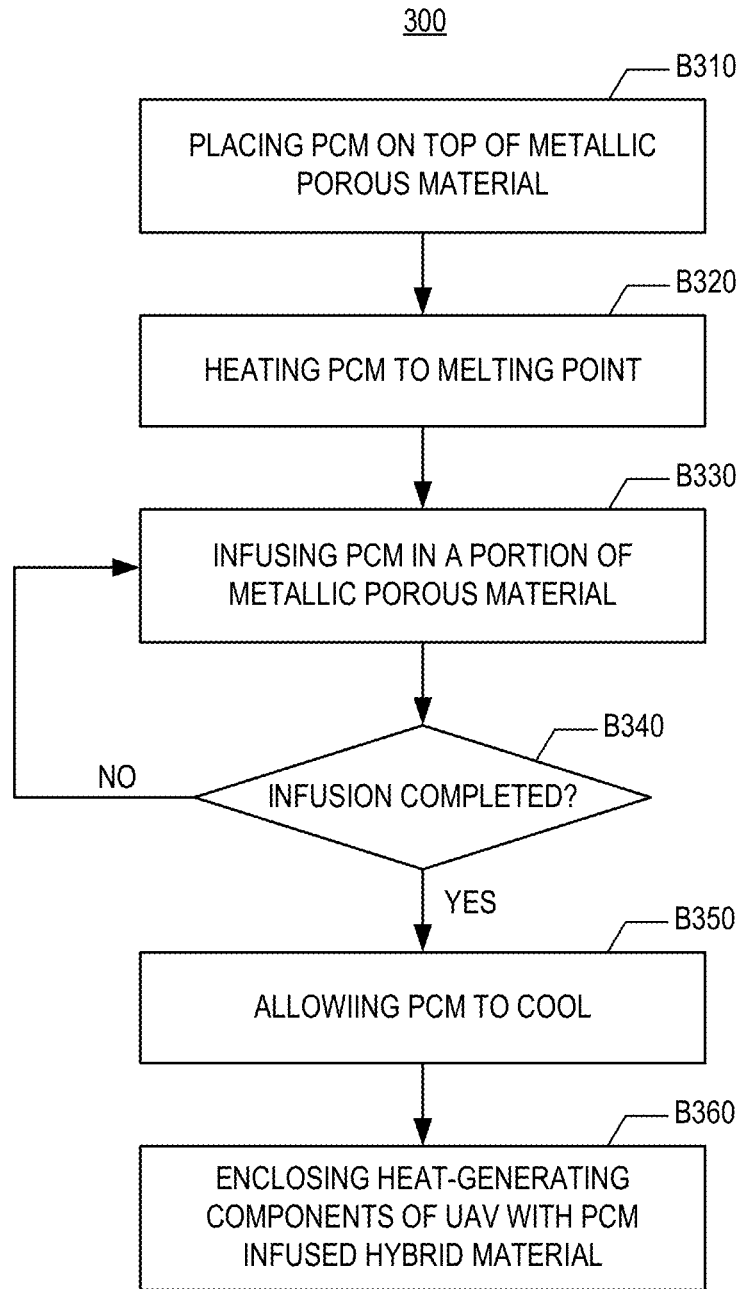 300
B310
PLACING PCM ON TOP OF METALLIC
POROUS MATERIAL
B320
HEATING PCM TO MELTING POINT
B330
INFUSING PCM IN A PORTION OF
METALLIC POROUS MATERIAL
B340
NO
INFUSION COMPLETED?
YES
B350
ALLOWIING PCM TO COOL
B360
ENCLOSING HEAT-GENERATING
COMPONENTS OF UAV WITH PCM
INFUSED HYBRID MATERIAL